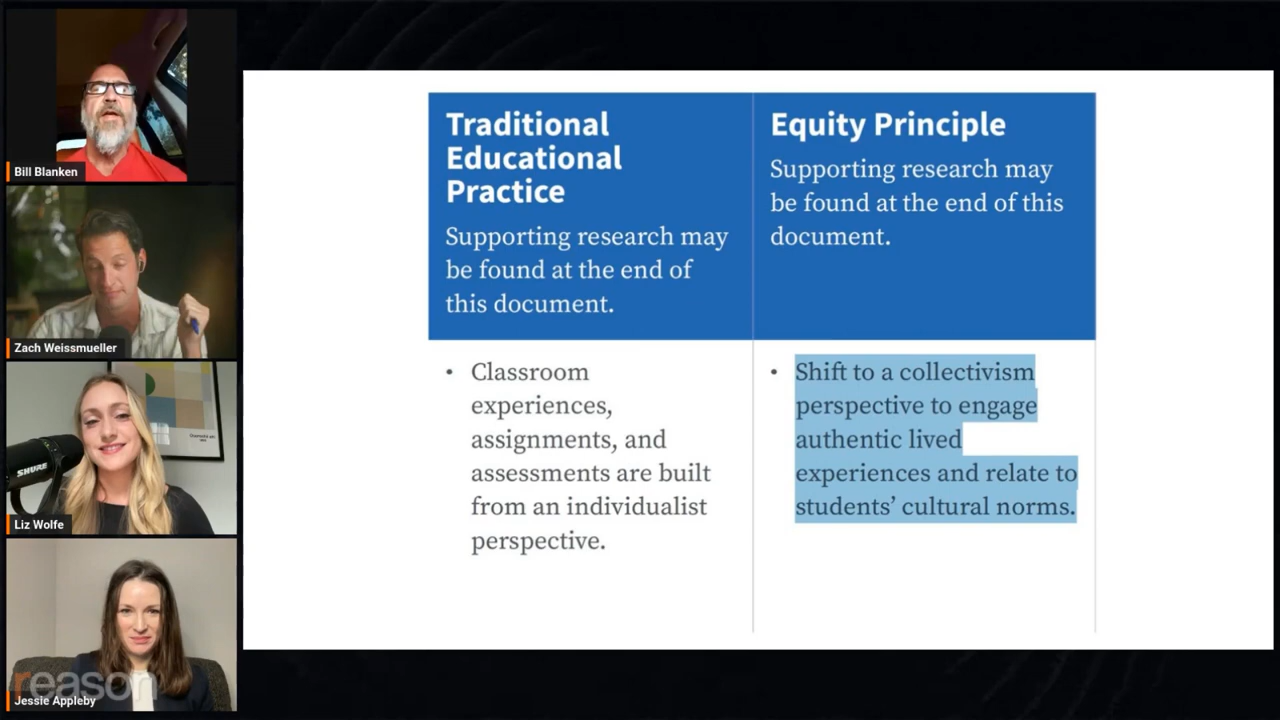 Bill Blanken
Zach Weissmueller
SHURE
Liz Wolfe
reason
Jessie Appleby
Traditional
Educational
Practice
Supporting research may
be found at the end of
this document.
Equity Principle
Supporting research may
be found at the end of this
document.
• Classroom
experiences,
assignments, and
assessments are built
from an individualist
perspective.
• Shift to a collectivism
perspective to engage
authentic lived
experiences and relate to
students’ cultural norms.